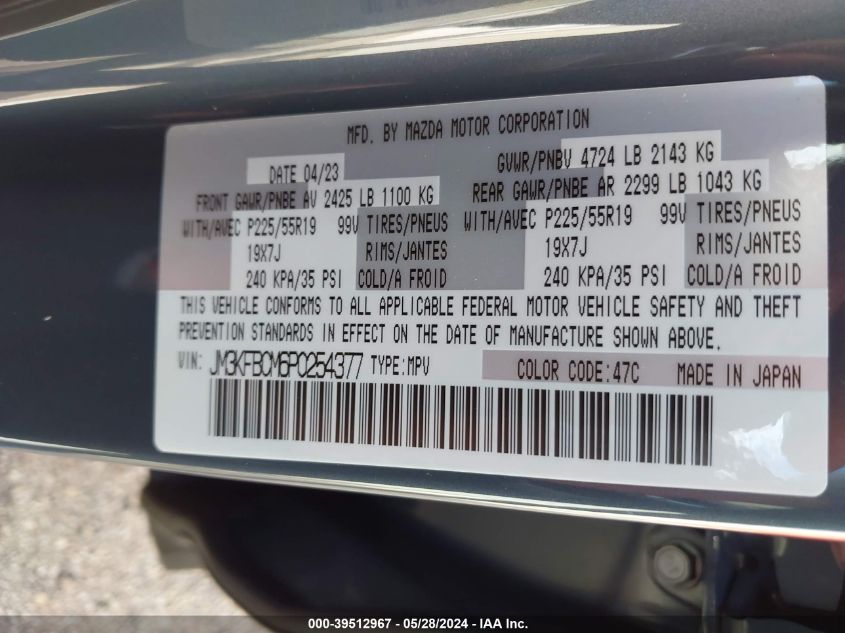 MFD. BY MAZDA MOTOR CORPORATION
DATE 04/23 GVWR/PNBV 4724 LB 2143 KG
FRONT GAWR/PNBE AV 2425 LB 1100 KG REAR GAWR/PNBE AR 2299 LB 1043 KG
WITH/AVEC P225/55R19 99V TIRES/PNEUS WITH/AVEC P225/55R19 99V TIRES/PNEUS
19X7J RIMS/JANTES 19X7J RIMS/JANTES
240 KPA/35 PSI COLD/A FROID 240 KPA/35 PSI COLD/A FROID
THIS VEHICLE CONFORMS TO ALL APPLICABLE FEDERAL MOTOR VEHICLE SAFETY AND THEFT
PREVENTION STANDARDS IN EFFECT ON THE DATE OF MANUFACTURE SHOWN ABOVE.
VIN: JM3KFBCM6P0254377 TYPE:MPV COLOR CODE:47C MADE IN JAPAN
000-39512967 - 05/28/2024 - IAA Inc.